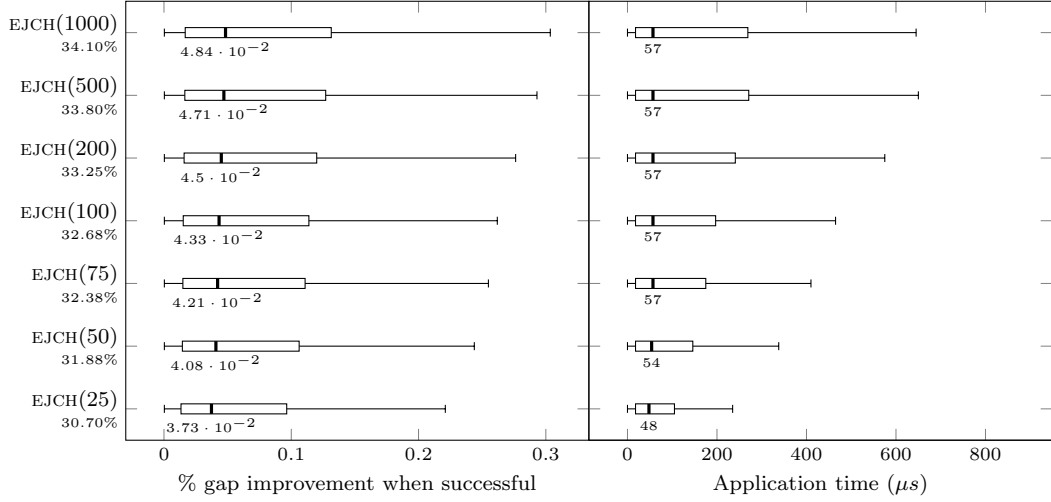 EJCH(1000)
34.10%
4.84 · 10⁻²
57
EJCH(500)
33.80%
4.71 · 10⁻²
57
EJCH(200)
33.25%
4.5 · 10⁻²
57
EJCH(100)
32.68%
4.33 · 10⁻²
57
EJCH(75)
32.38%
4.21 · 10⁻²
57
EJCH(50)
31.88%
4.08 · 10⁻²
54
EJCH(25)
30.70%
3.73 · 10⁻²
48
0 0.1 0.2 0.3
0 200 400 600 800
% gap improvement when successful
Application time (μs)